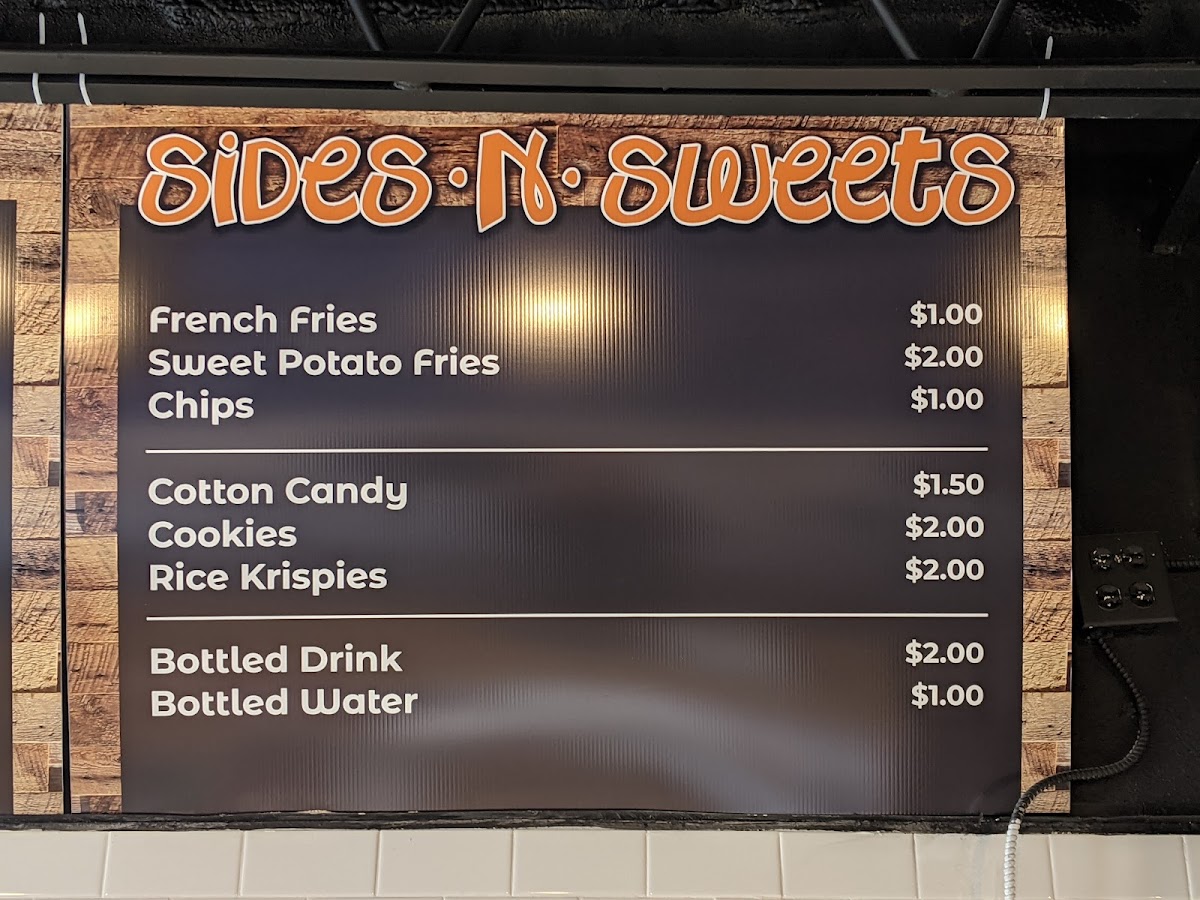 SiDes · N · Sweets
French Fries $1.00
Sweet Potato Fries $2.00
Chips $1.00
Cotton Candy $1.50
Cookies $2.00
Rice Krispies $2.00
Bottled Drink $2.00
Bottled Water $1.00